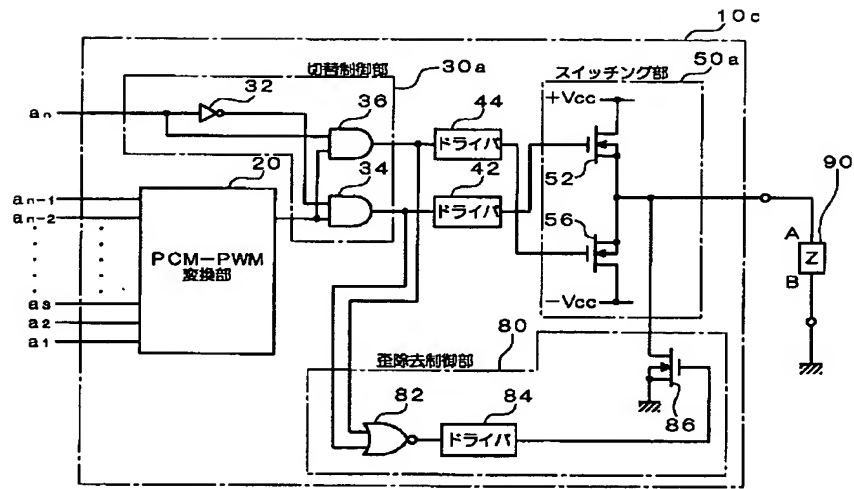 10c
切替制御部
30a
スイッチング部
50a
an
32
36
44
+Vcc
ドライバ
52
34
42
ドライバ
20
an-1
an-2
PCM-PWM
変換部
56
90
A
Z
B
-Vcc
a3
a2
a1
80
歪除去制御部
82
84
ドライバ
86